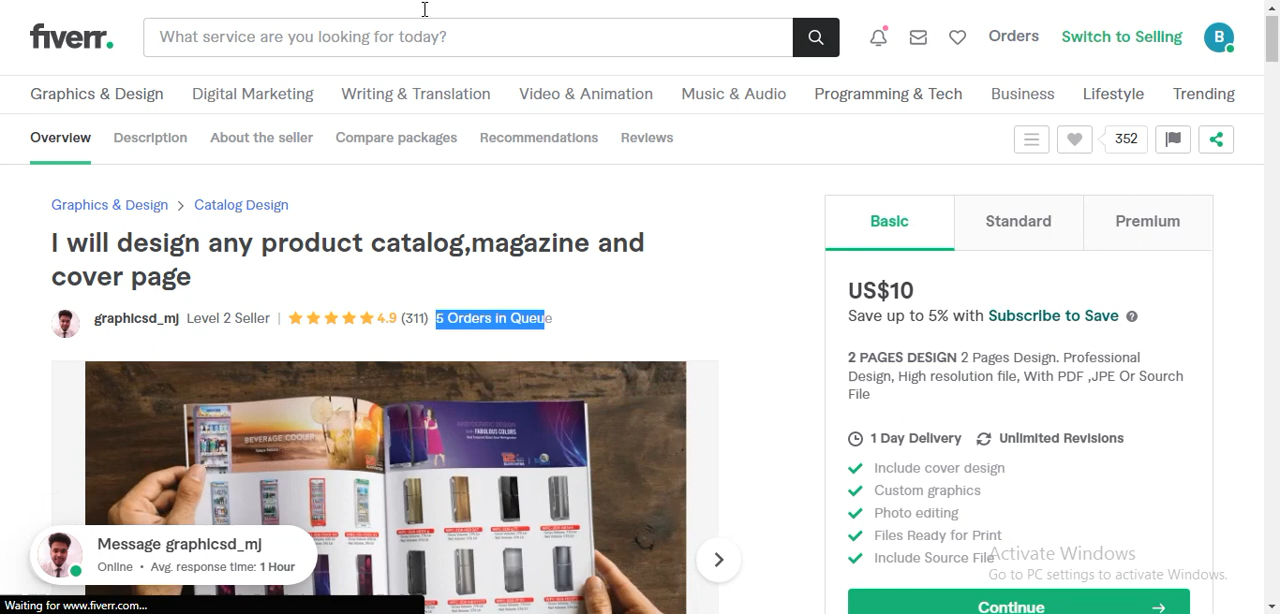 fiverr.
What service are you looking for today?
Orders
Switch to Selling
B
Graphics & Design
Digital Marketing
Writing & Translation
Video & Animation
Music & Audio
Programming & Tech
Business
Lifestyle
Trending
Overview
Description
About the seller
Compare packages
Recommendations
Reviews
352
Graphics & Design > Catalog Design
I will design any product catalog,magazine and
cover page
graphicsd_mj Level 2 Seller | 4.9 (311) 5 Orders in Queue
BEVERAGE COOLER
FABULOUS COLORS
Message graphicsd_mj
Online • Avg. response time: 1 Hour
Waiting for www.fiverr.com...
Basic
Standard
Premium
US$10
Save up to 5% with Subscribe to Save
2 PAGES DESIGN 2 Pages Design. Professional
Design, High resolution file, With PDF ,JPE Or Sourch
File
1 Day Delivery
Unlimited Revisions
Include cover design
Custom graphics
Photo editing
Files Ready for Print
Include Source File
Activate Windows
Go to PC settings to activate Windows.
Continue